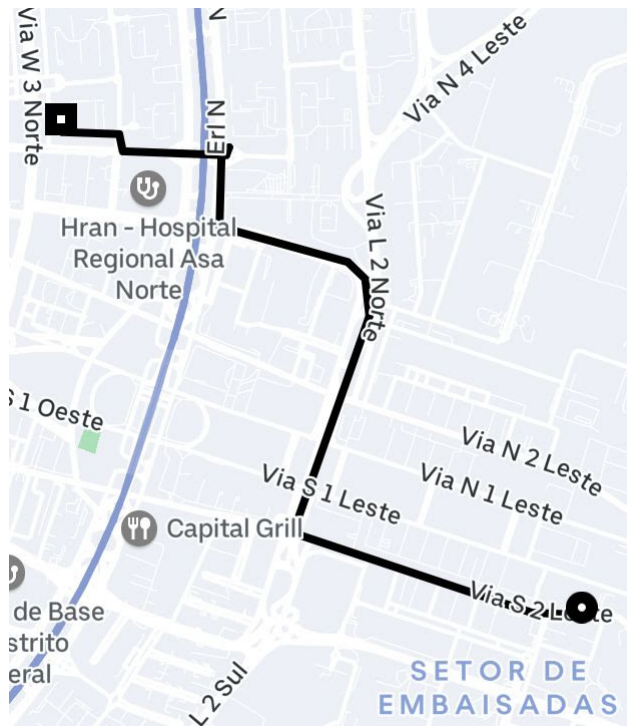 Via W 3 Norte
Erl N
Via N 4 Leste
Via L 2 Norte
Hran - Hospital
Regional Asa
Norte
S 1 Oeste
Via N 2 Leste
Via N 1 Leste
Via S 1 Leste
Capital Grill
de Base
strito
eral
Via S 2 Leste
L 2 Sul
SETOR DE
EMBAISADAS